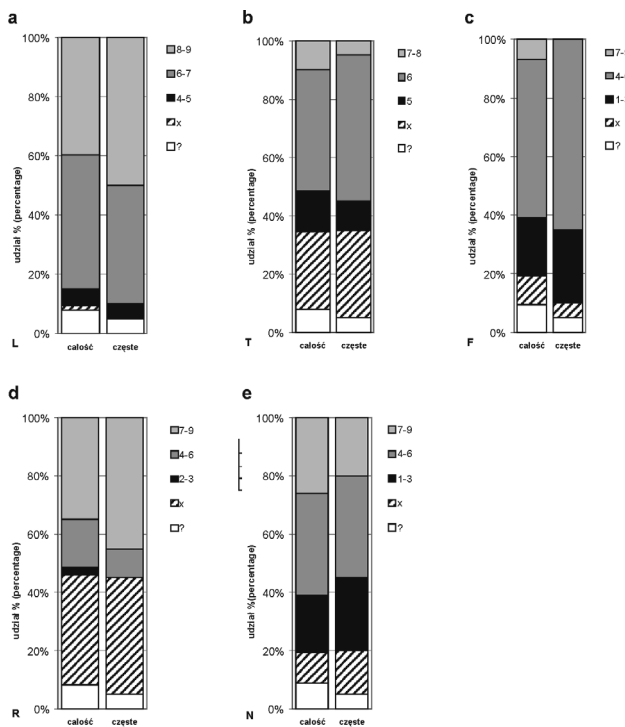 a
100%
80%
60%
40%
20%
0%
udział % (percentage)
8-9
6-7
4-5
x
?
L
całość
częste
b
100%
80%
60%
40%
20%
0%
udział % (percentage)
7-8
6
5
x
?
T
całość
częste
c
100%
80%
60%
40%
20%
0%
udział % (percentage)
x
?
F
całość
częste
d
100%
80%
60%
40%
20%
0%
udział % (percentage)
7-9
4-6
2-3
x
?
R
całość
częste
e
100%
80%
60%
40%
20%
0%
udział %(percentage)
7-9
4-6
1-3
x
?
N
całość
częste